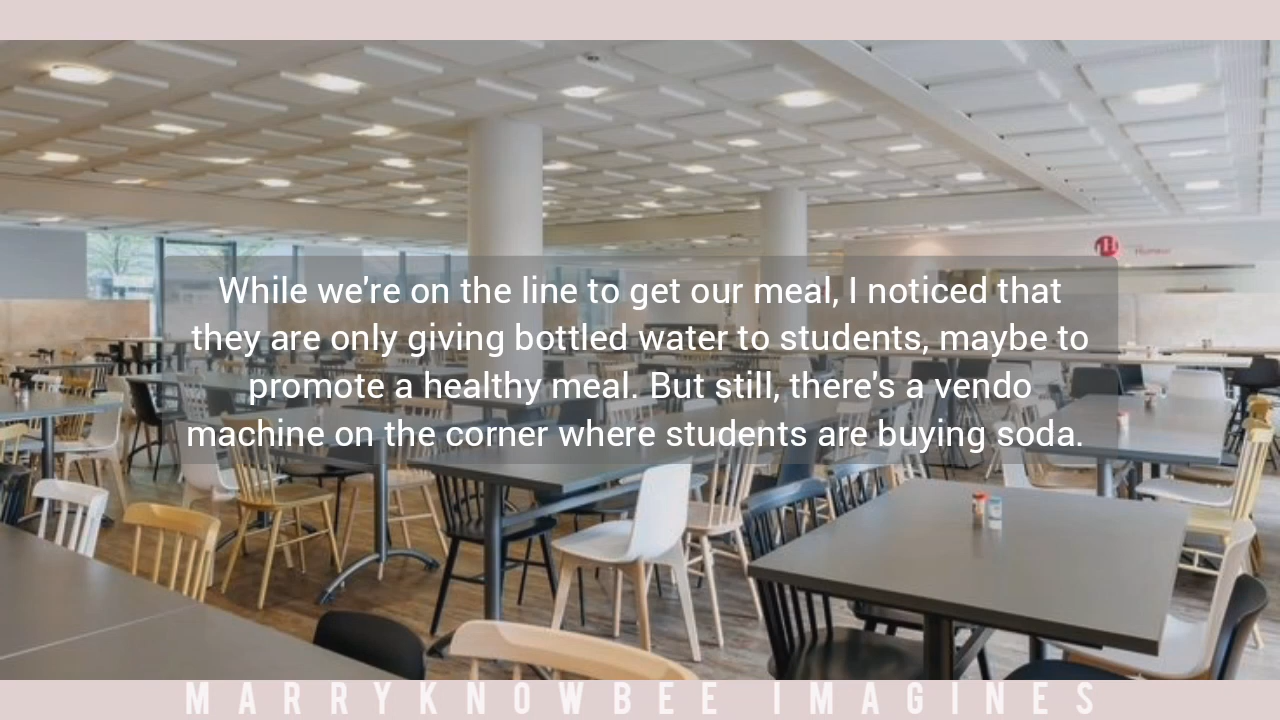 While we're on the line to get our meal, I noticed that
they are only giving bottled water to students, maybe to
promote a healthy meal. But still, there's a vendo
machine on the corner where students are buying soda.
MARRYKNOWBEE IMAGINES